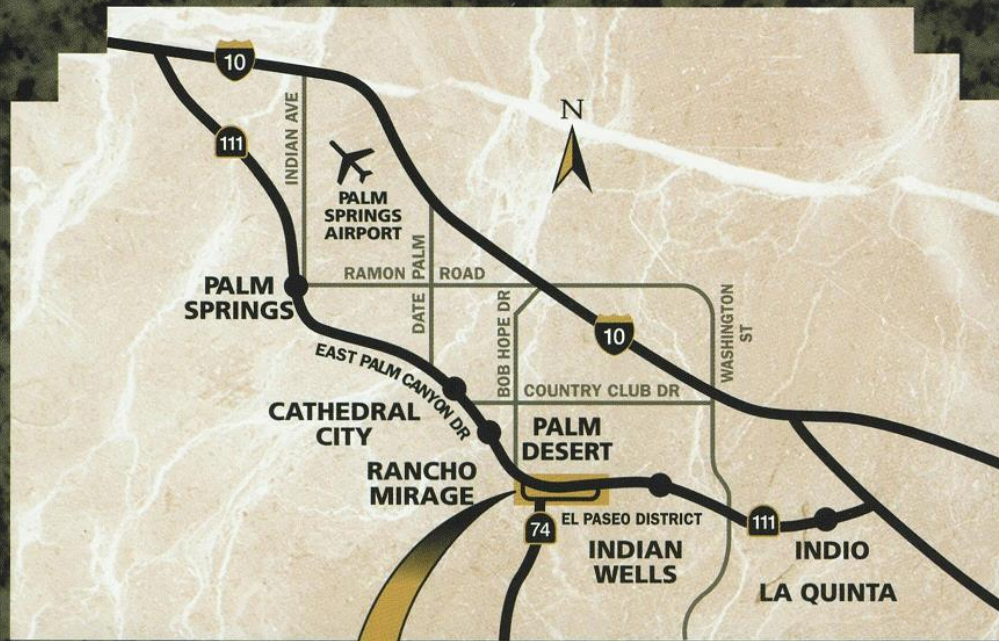 10
N
111
INDIAN AVE
PALM
SPRINGS
AIRPORT
DATE PALM
RAMON ROAD
PALM
SPRINGS
BOB HOPE DR
WASHINGTON
ST
10
EAST PALM CANYON DR
COUNTRY CLUB DR
CATHEDRAL
CITY
PALM
DESERT
RANCHO
MIRAGE
74
EL PASEO DISTRICT
111
INDIAN
WELLS
INDIO
LA QUINTA